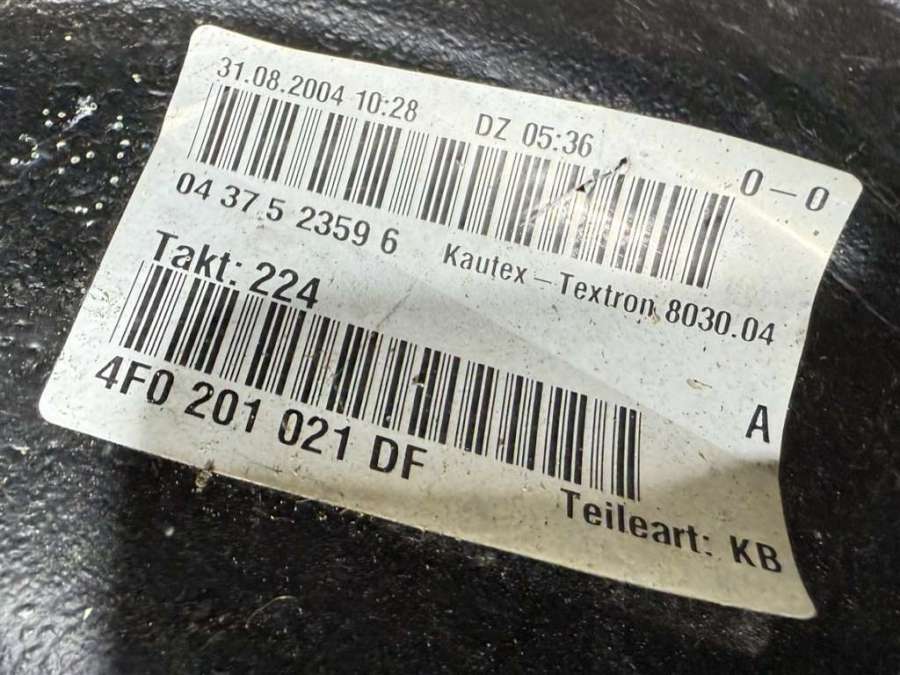 31.08.2004 10:28 DZ 05:36
0-0
04 37 5 2359 6 Kautex-Textron 8030.04
Takt: 224
4F0 201 021 DF
A
Teileart: KB